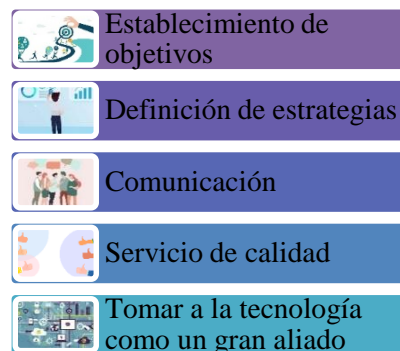 Establecimiento de
objetivos
Definición de estrategias
Comunicación
Servicio de calidad
Tomar a la tecnología
como un gran aliado